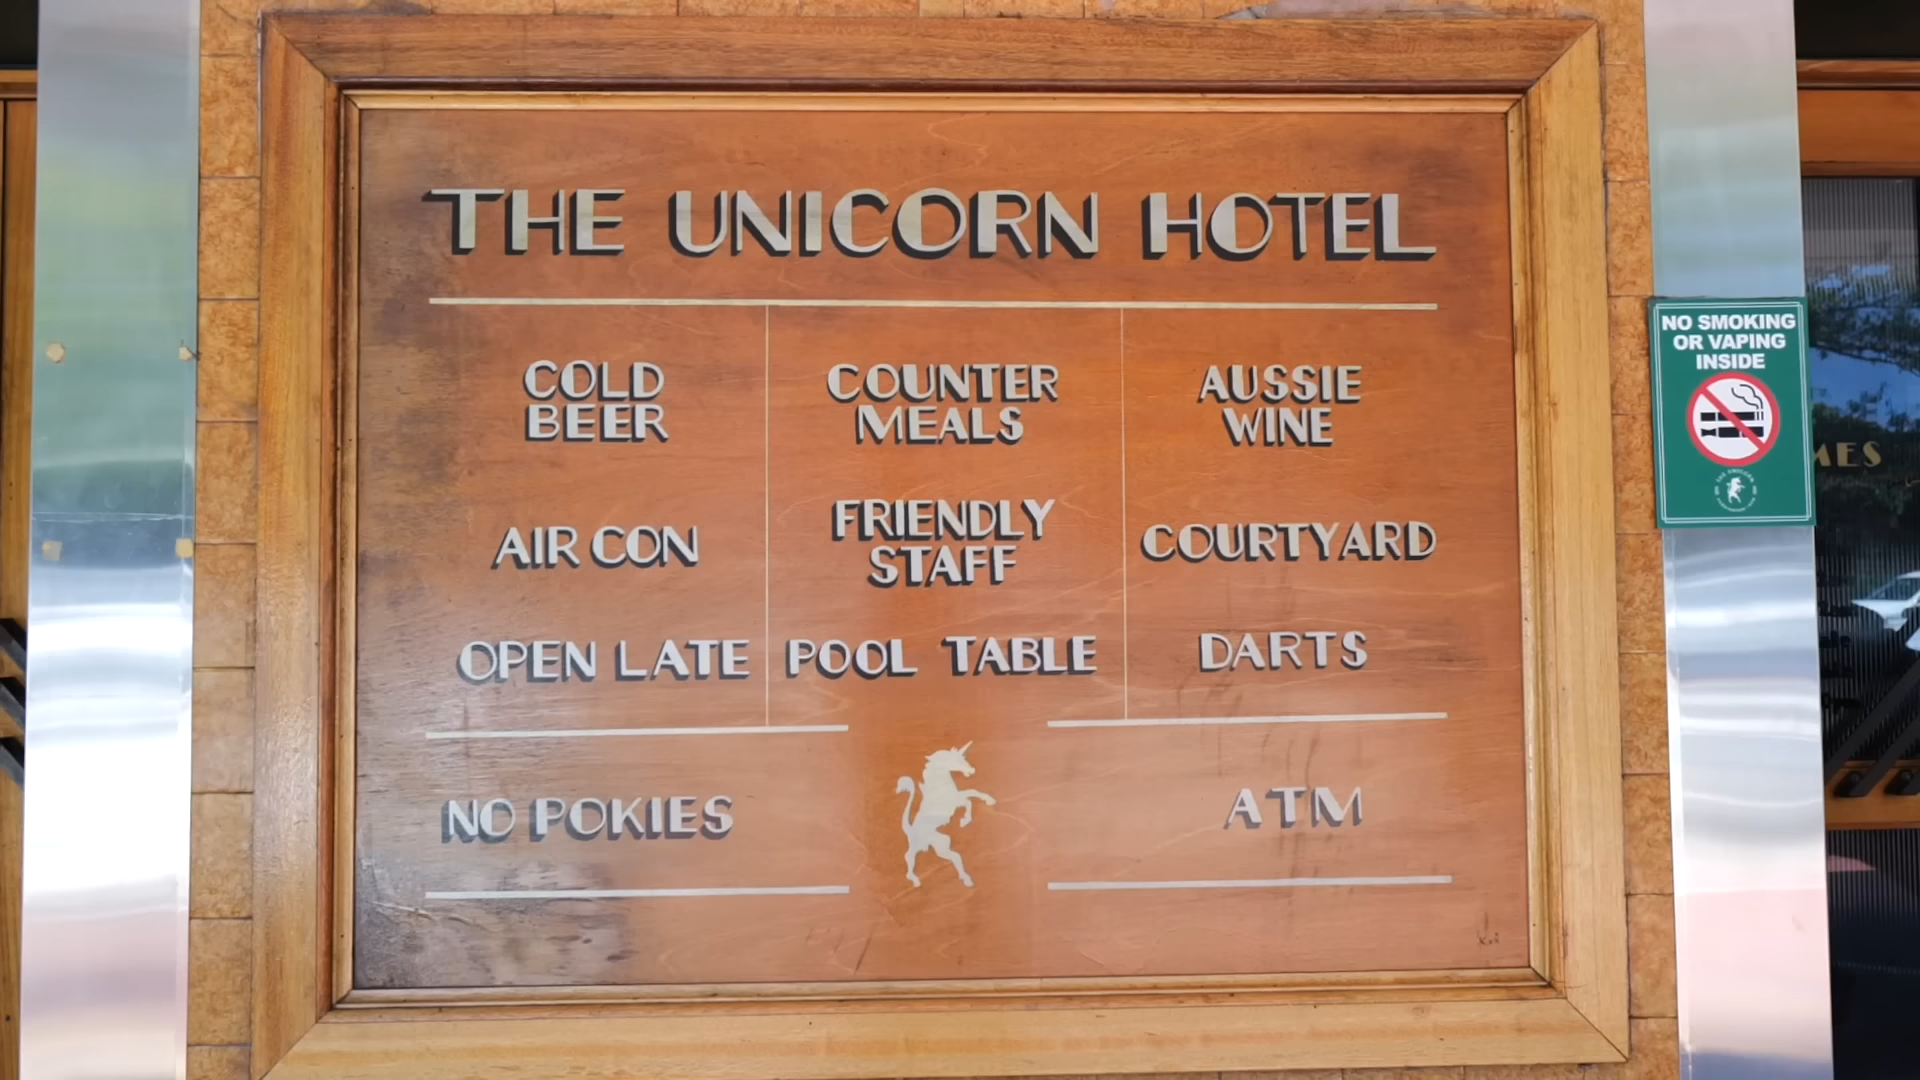 THE UNICORN HOTEL
COLD
BEER
COUNTER
MEALS
AUSSIE
WINE
AIR CON
FRIENDLY
STAFF
COURTYARD
OPEN LATE
POOL TABLE
DARTS
NO POKIES
ATM
NO SMOKING
OR VAPING
INSIDE